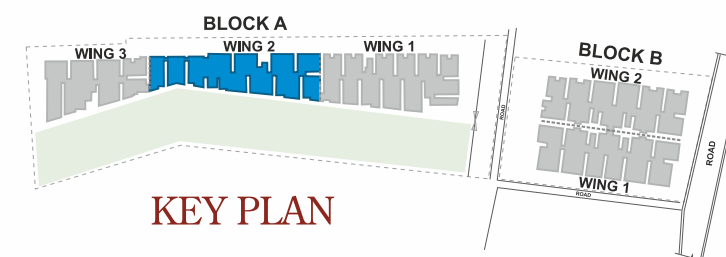 BLOCK A
WING 3
WING 2
WING 1
BLOCK B
WING 2
WING 1
ROAD
ROAD
ROAD
KEY PLAN